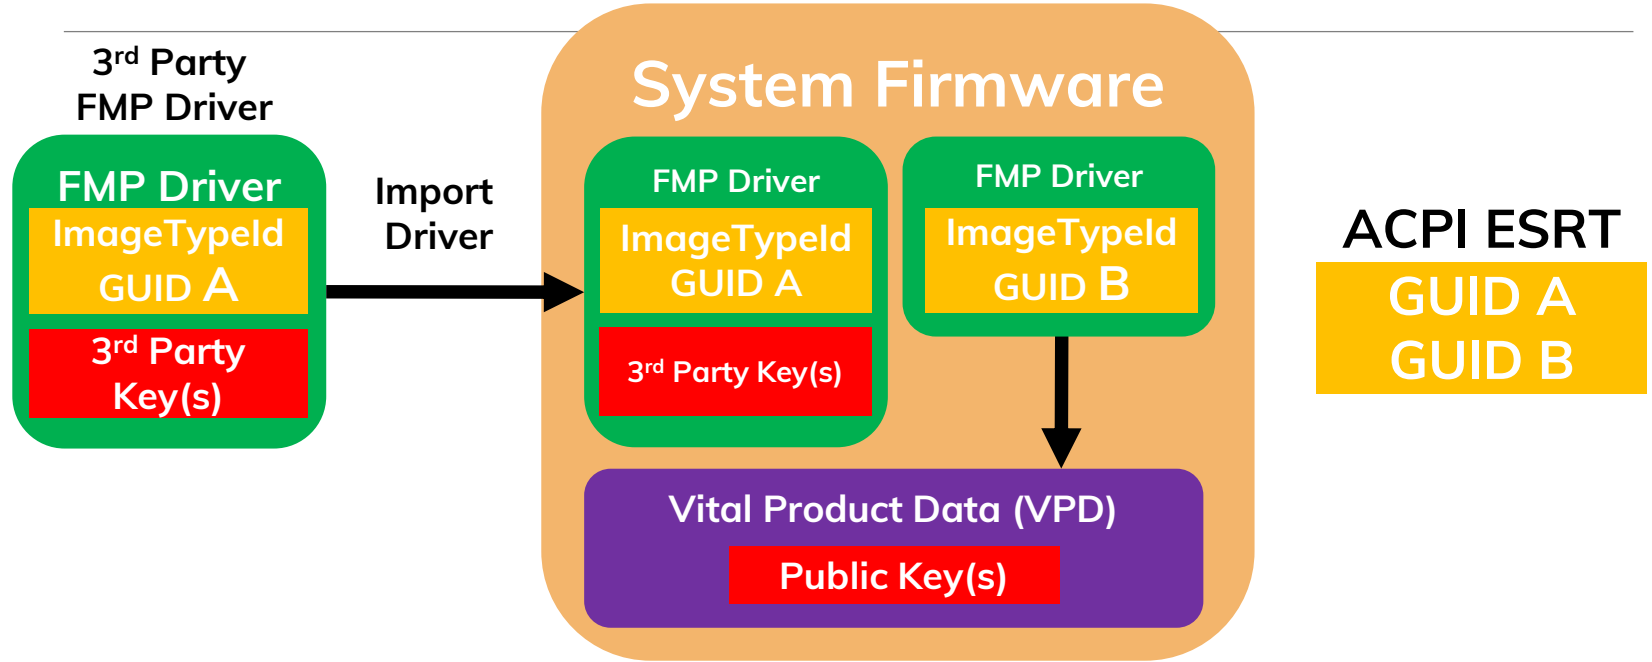 3rd Party
FMP Driver
FMP Driver
ImageTypeId
GUID A
3rd Party
Key(s)
Import
Driver
System Firmware
FMP Driver
ImageTypeId
GUID A
3rd Party Key(s)
FMP Driver
ImageTypeId
GUID B
Vital Product Data (VPD)
Public Key(s)
ACPI ESRT
GUID A
GUID B